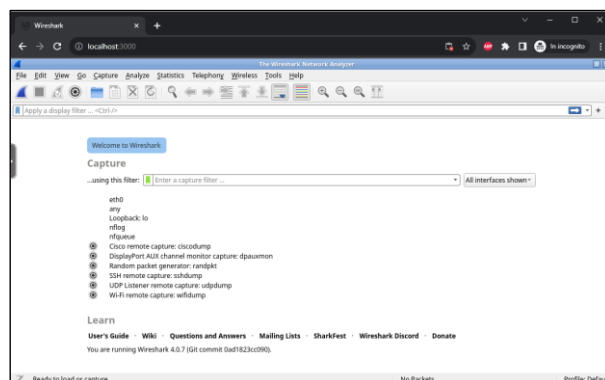 Wireshark
localhost:3000
In incognito
The Wireshark Network Analyzer
File Edit View Go Capture Analyze Statistics Telephony Wireless Tools Help
Apply a display filter ... <Ctrl-/>
Welcome to Wireshark
Capture
...using this filter: Enter a capture filter ... All interfaces shown
eth0
any
Loopback: lo
nflog
nfqueue
Cisco remote capture: ciscodump
DisplayPort AUX channel monitor capture: dpauxmon
Random packet generator: randpkt
SSH remote capture: sshdump
UDP Listener remote capture: udpdump
Wi-Fi remote capture: wifidump
Learn
User's Guide · Wiki · Questions and Answers · Mailing Lists · SharkFest · Wireshark Discord · Donate
You are running Wireshark 4.0.7 (Git commit 0ad1823cc090).
Ready to load or capture No Packets Profile: Defau